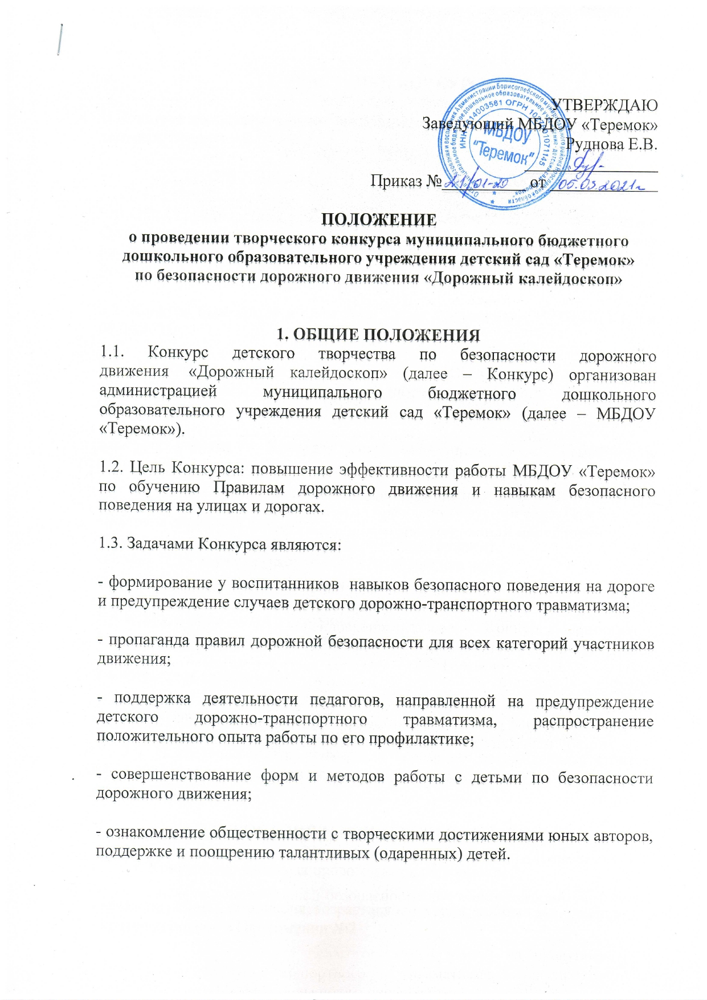 УТВЕРЖДАЮ
Заведующий МБДОУ «Теремок»
Руднова Е.В.
МБДОУ
"Теремок"
Приказ № 21/01-20 от 05.03.2021г
ПОЛОЖЕНИЕ
о проведении творческого конкурса муниципального бюджетного
дошкольного образовательного учреждения детский сад «Теремок»
по безопасности дорожного движения «Дорожный калейдоскоп»
1. ОБЩИЕ ПОЛОЖЕНИЯ
1.1. Конкурс детского творчества по безопасности дорожного
движения «Дорожный калейдоскоп» (далее – Конкурс) организован
администрацией муниципального бюджетного дошкольного
образовательного учреждения детский сад «Теремок» (далее – МБДОУ
«Теремок»).
1.2. Цель Конкурса: повышение эффективности работы МБДОУ «Теремок»
по обучению Правилам дорожного движения и навыкам безопасного
поведения на улицах и дорогах.
1.3. Задачами Конкурса являются:
- формирование у воспитанников навыков безопасного поведения на дороге
и предупреждение случаев детского дорожно-транспортного травматизма;
- пропаганда правил дорожной безопасности для всех категорий участников
движения;
- поддержка деятельности педагогов, направленной на предупреждение
детского дорожно-транспортного травматизма, распространение
положительного опыта работы по его профилактике;
- совершенствование форм и методов работы с детьми по безопасности
дорожного движения;
- ознакомление общественности с творческими достижениями юных авторов,
поддержке и поощрению талантливых (одаренных) детей.